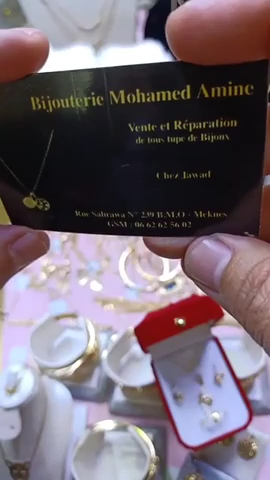 Bijouterie Mohamed Amine
Vente et Réparation
de tous type de Bijoux
Chez Jawad
Rue Sahrawa N° 239 B.M.O - Meknes
GSM : 06 62 62 56 02